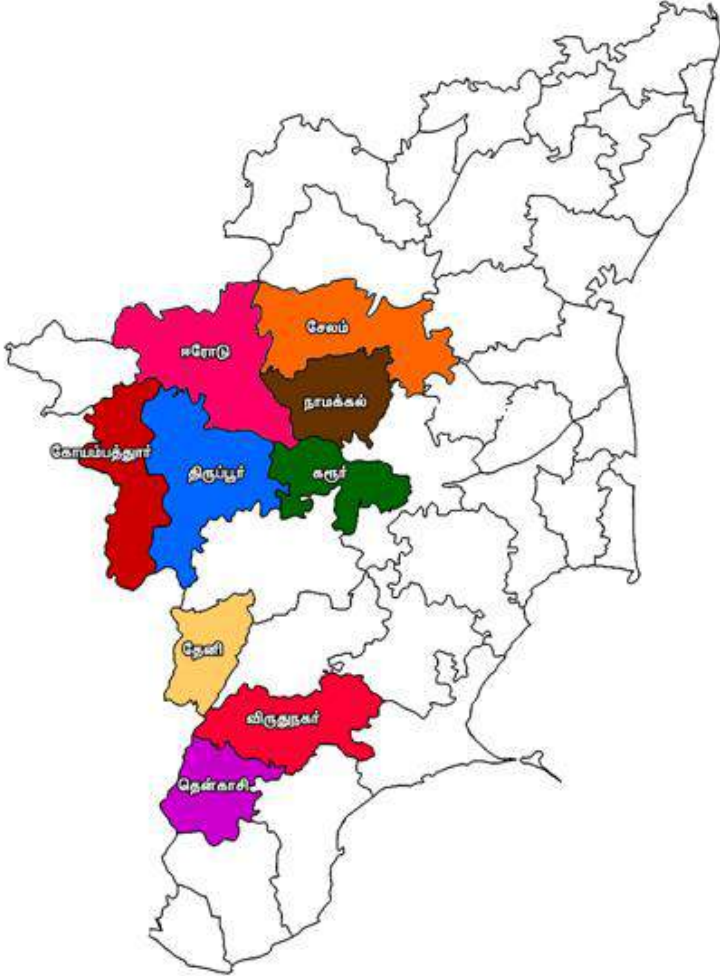 சேலம்
ஈரோடு
நாமக்கல்
கோயம்பத்தூர்
திருப்பூர்
கரூர்
தேனி
விருதுநகர்
தென்காசி